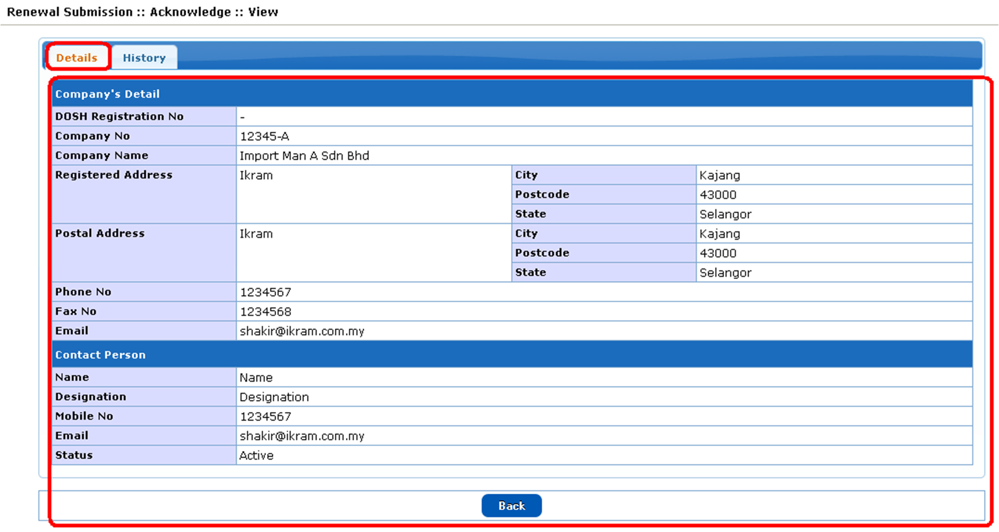 Renewal Submission :: Acknowledge :: View
Details History
Company's Detail
DOSH Registration No -
Company No 12345-A
Company Name Import Man A Sdn Bhd
Registered Address Ikram City Kajang
Postcode 43000
State Selangor
Postal Address Ikram City Kajang
Postcode 43000
State Selangor
Phone No 1234567
Fax No 1234568
Email shakir@ikram.com.my
Contact Person
Name Name
Designation Designation
Mobile No 1234567
Email shakir@ikram.com.my
Status Active
Back